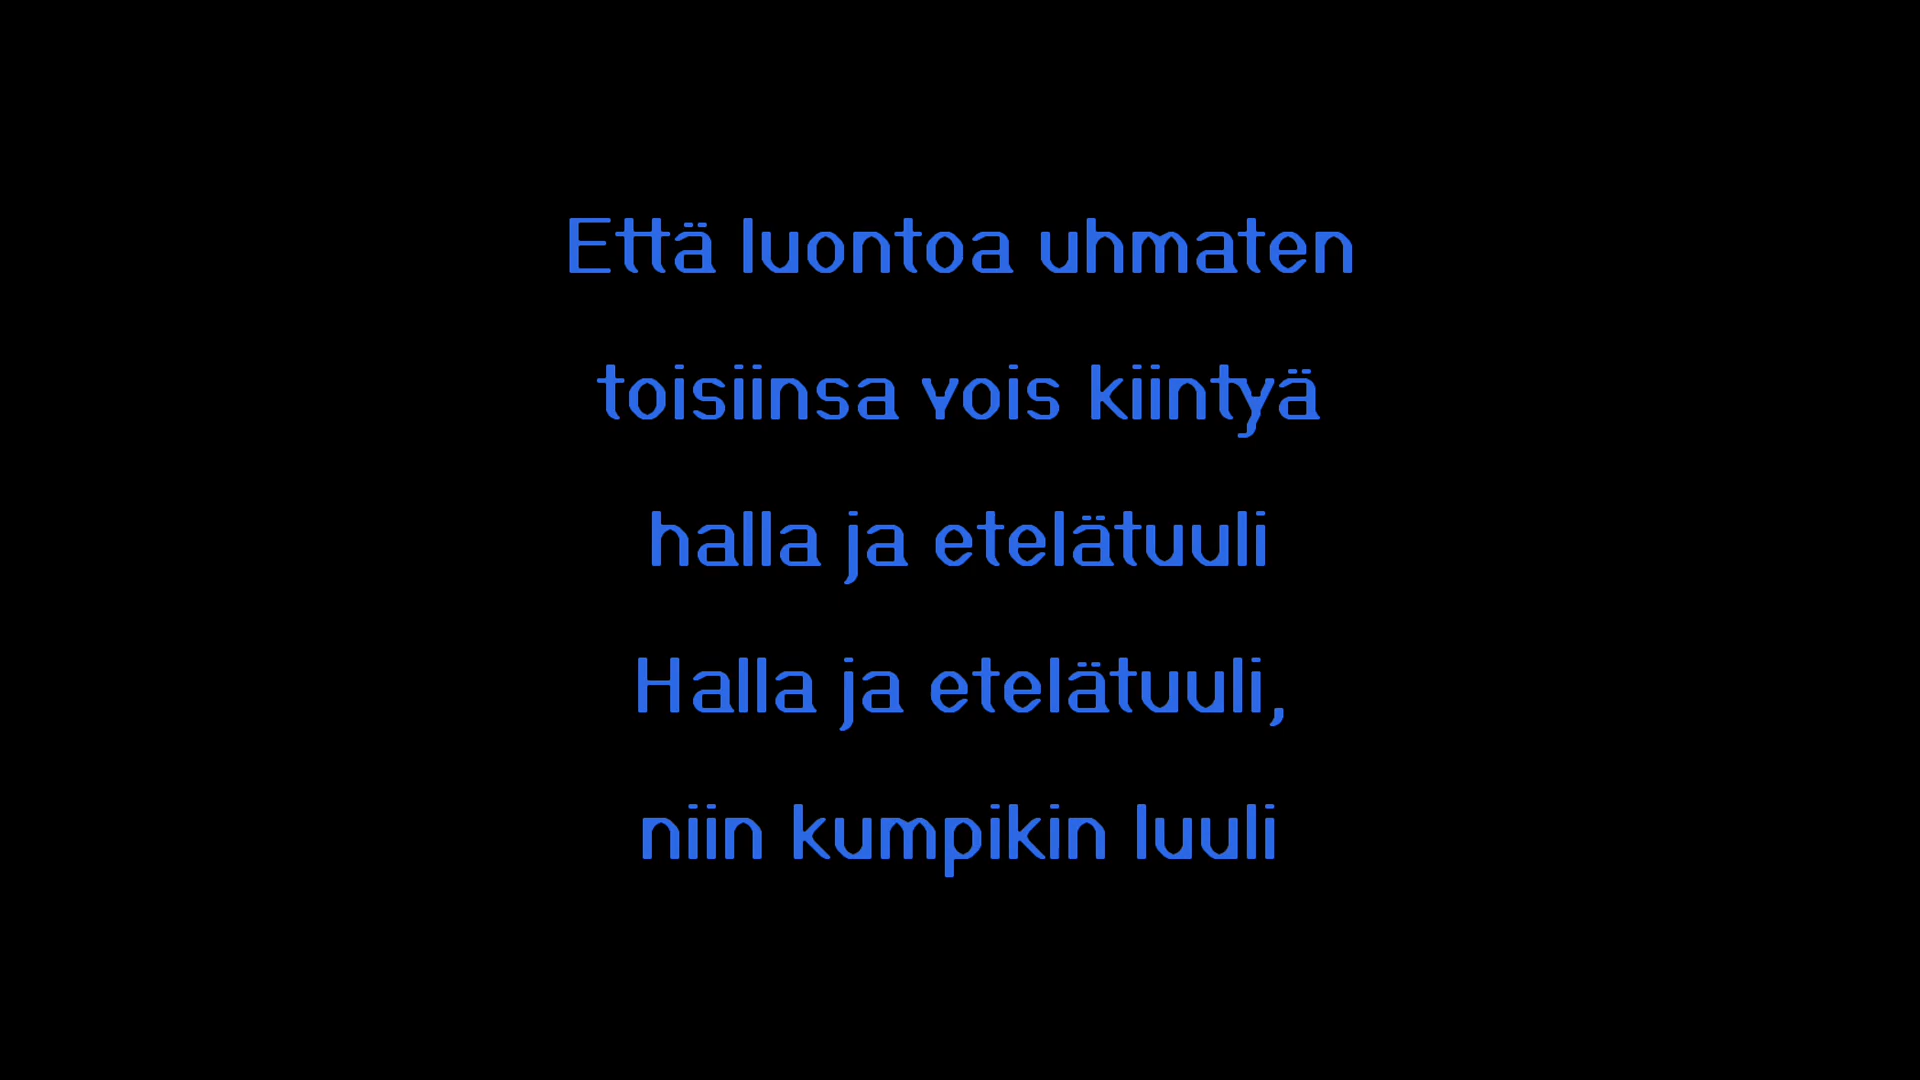 Että luontoa uhmaten
toisiinsa vois kiintyä
halla ja etelätuuli
Halla ja etelätuuli,
niin kumpikin luuli